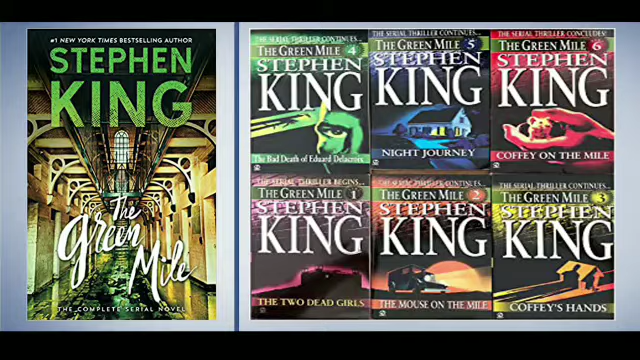 #1 NEW YORK TIMES BESTSELLING AUTHOR
STEPHEN
KING
The
green
Mile
THE COMPLETE SERIAL NOVEL
THE SERIAL THRILLER CONTINUES...
THE GREEN MILE 4
STEPHEN
KING
The Bad Death of Eduard Delacroix
THE SERIAL THRILLER CONTINUES...
THE GREEN MILE 5
STEPHEN
KING
NIGHT JOURNEY
THE SERIAL THRILLER CONCLUDES!
THE GREEN MILE 6
STEPHEN
KING
COFFEY ON THE MILE
THE SERIAL THRILLER BEGINS...
THE GREEN MILE 1
STEPHEN
KING
THE TWO DEAD GIRLS
THE SERIAL THRILLER CONTINUES...
THE GREEN MILE 2
STEPHEN
KING
THE MOUSE ON THE MILE
THE SERIAL THRILLER CONTINUES...
THE GREEN MILE 3
STEPHEN
KING
COFFEY'S HANDS